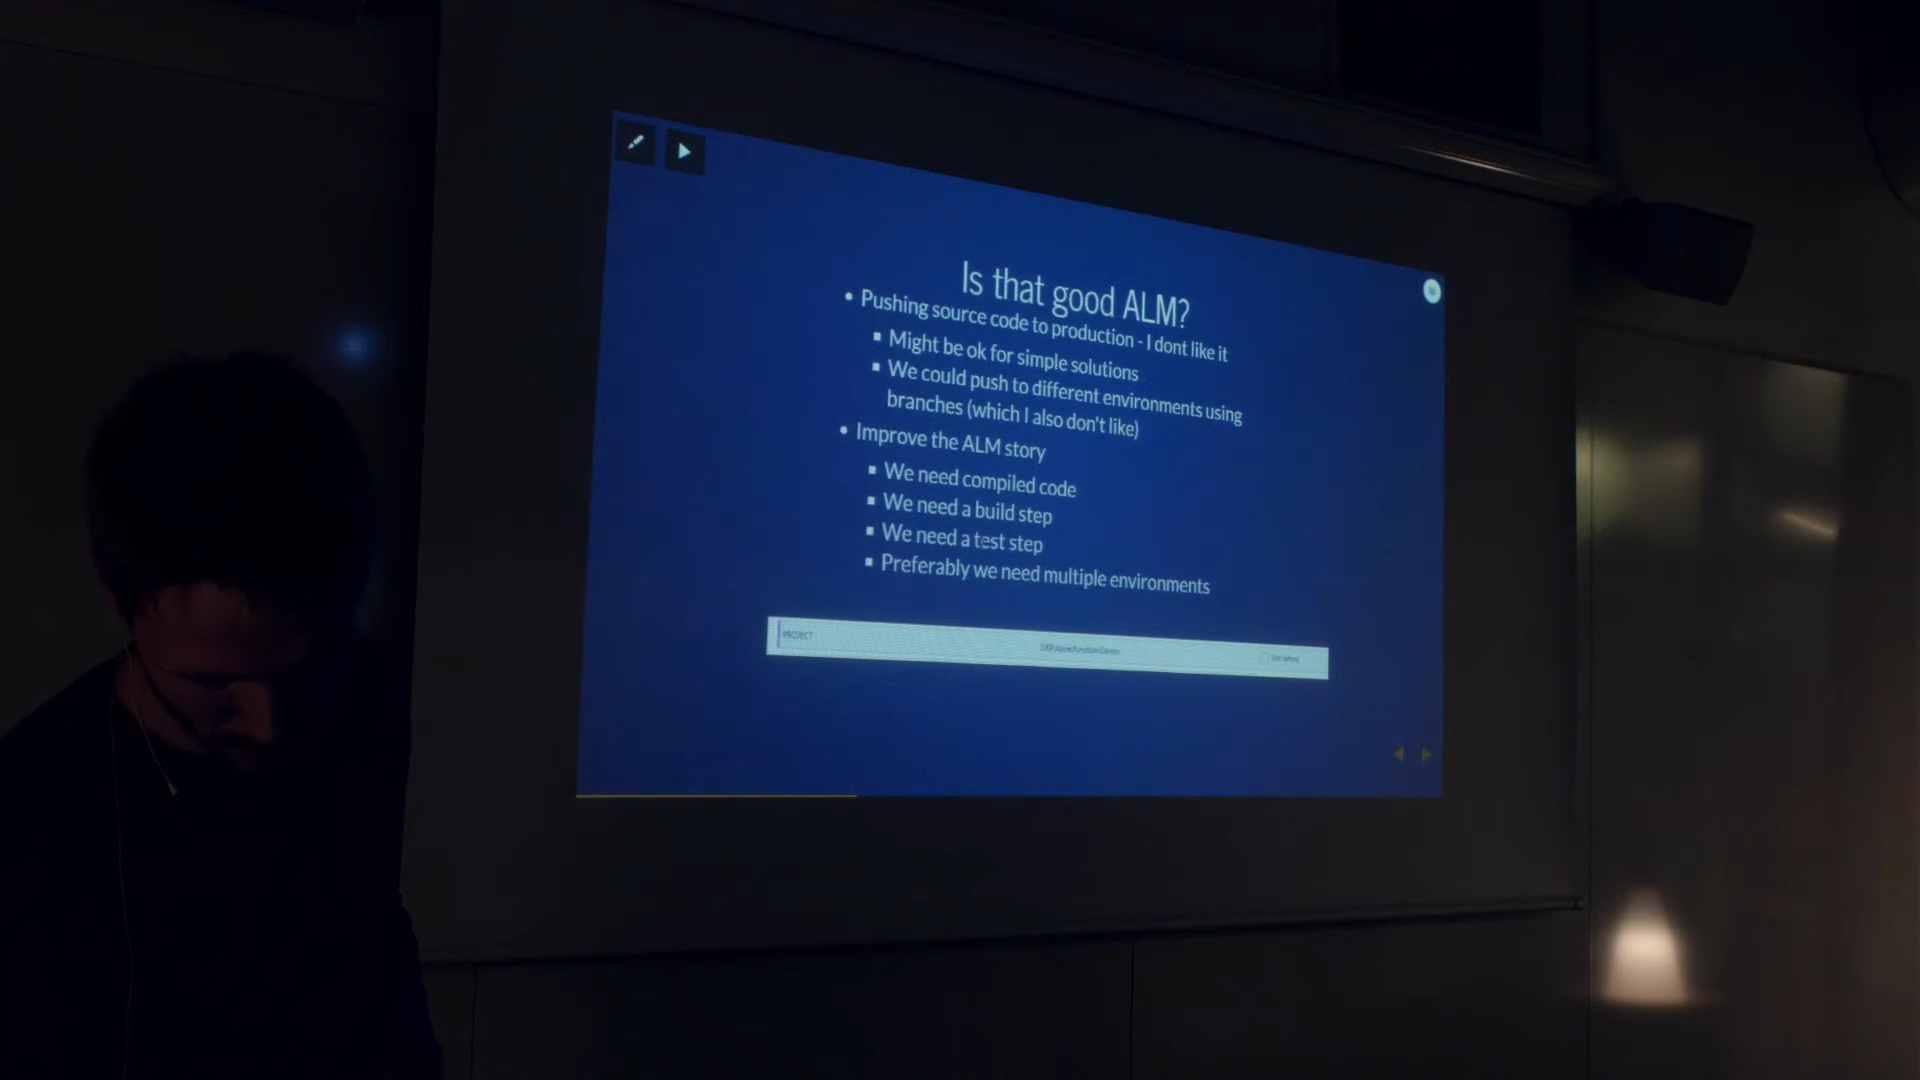 Is that good ALM?
• Pushing source code to production - I dont like it
▪ Might be ok for simple solutions
▪ We could push to different environments using
branches (which I also don't like)
• Improve the ALM story
▪ We need compiled code
▪ We need a build step
▪ We need a test step
▪ Preferably we need multiple environments
PROJECT